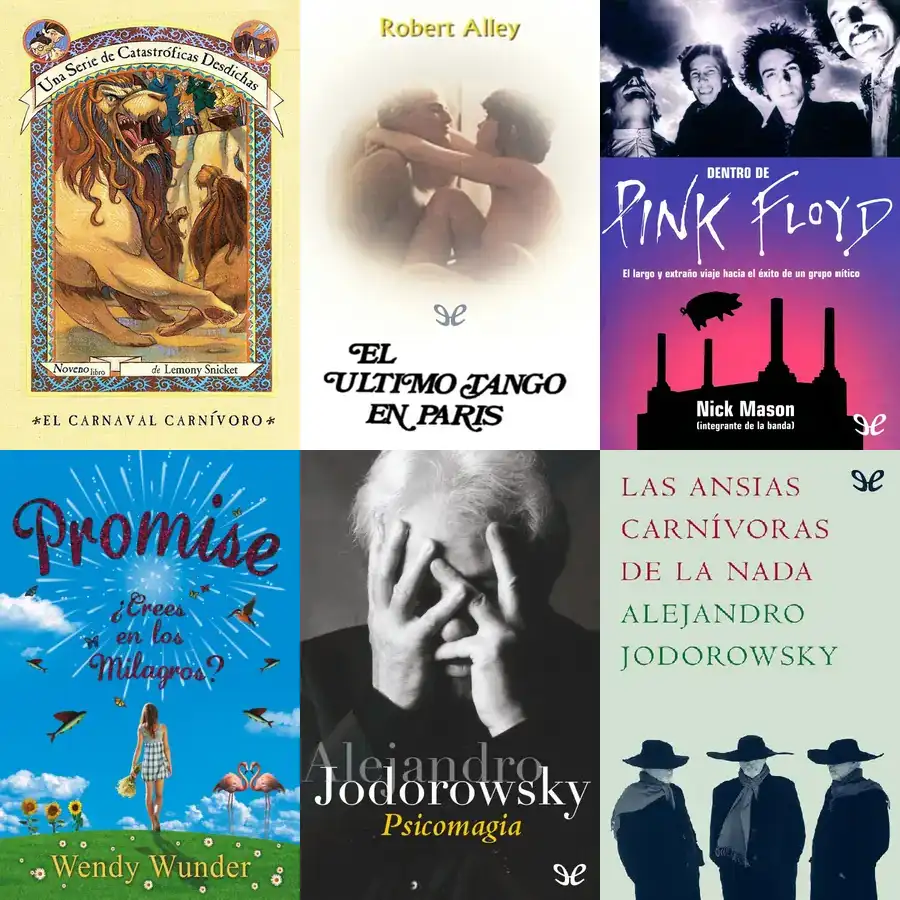 Una Serie de Catastróficas Desdichas
Noveno libro
de Lemony Snicket
*EL CARNAVAL CARNÍVORO*
Robert Alley
EL
ULTIMO TANGO
EN PARIS
DENTRO DE
PINK FLOYD
El largo y extraño viaje hacia el éxito de un grupo mítico
Nick Mason
(integrante de la banda)
Promise
¿Crees
en los
Milagros?
Wendy Wunder
Alejandro
Jodorowsky
Psicomagia
LAS ANSIAS
CARNÍVORAS
DE LA NADA
ALEJANDRO
JODOROWSKY